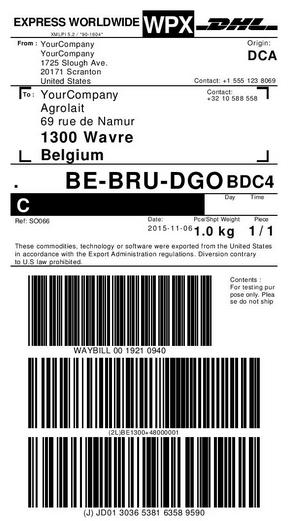 EXPRESS WORLDWIDE WPX DHL
XMLPI 5.2 / *90-1604*
From : YourCompany Origin:
YourCompany DCA
1725 Slough Ave.
20171 Scranton
United States Contact: +1 555 123 8069
To : YourCompany Contact:
Agrolait +32 10 588 558
69 rue de Namur
1300 Wavre
Belgium
. BE-BRU-DGO BDC4
C Day Time
Ref: SO066 Date: Pce/Shpt Weight Piece
2015-11-06 1.0 kg 1 / 1
These commodities, technology or software were exported from the United States
in accordance with the Export Administration regulations. Diversion contrary
to U.S law prohibited.
Contents :
For testing pur
pose only. Plea
se do not ship
WAYBILL 00 1921 0940
(2L)BE1300+48000001
(J) JD01 3036 5381 6358 9590